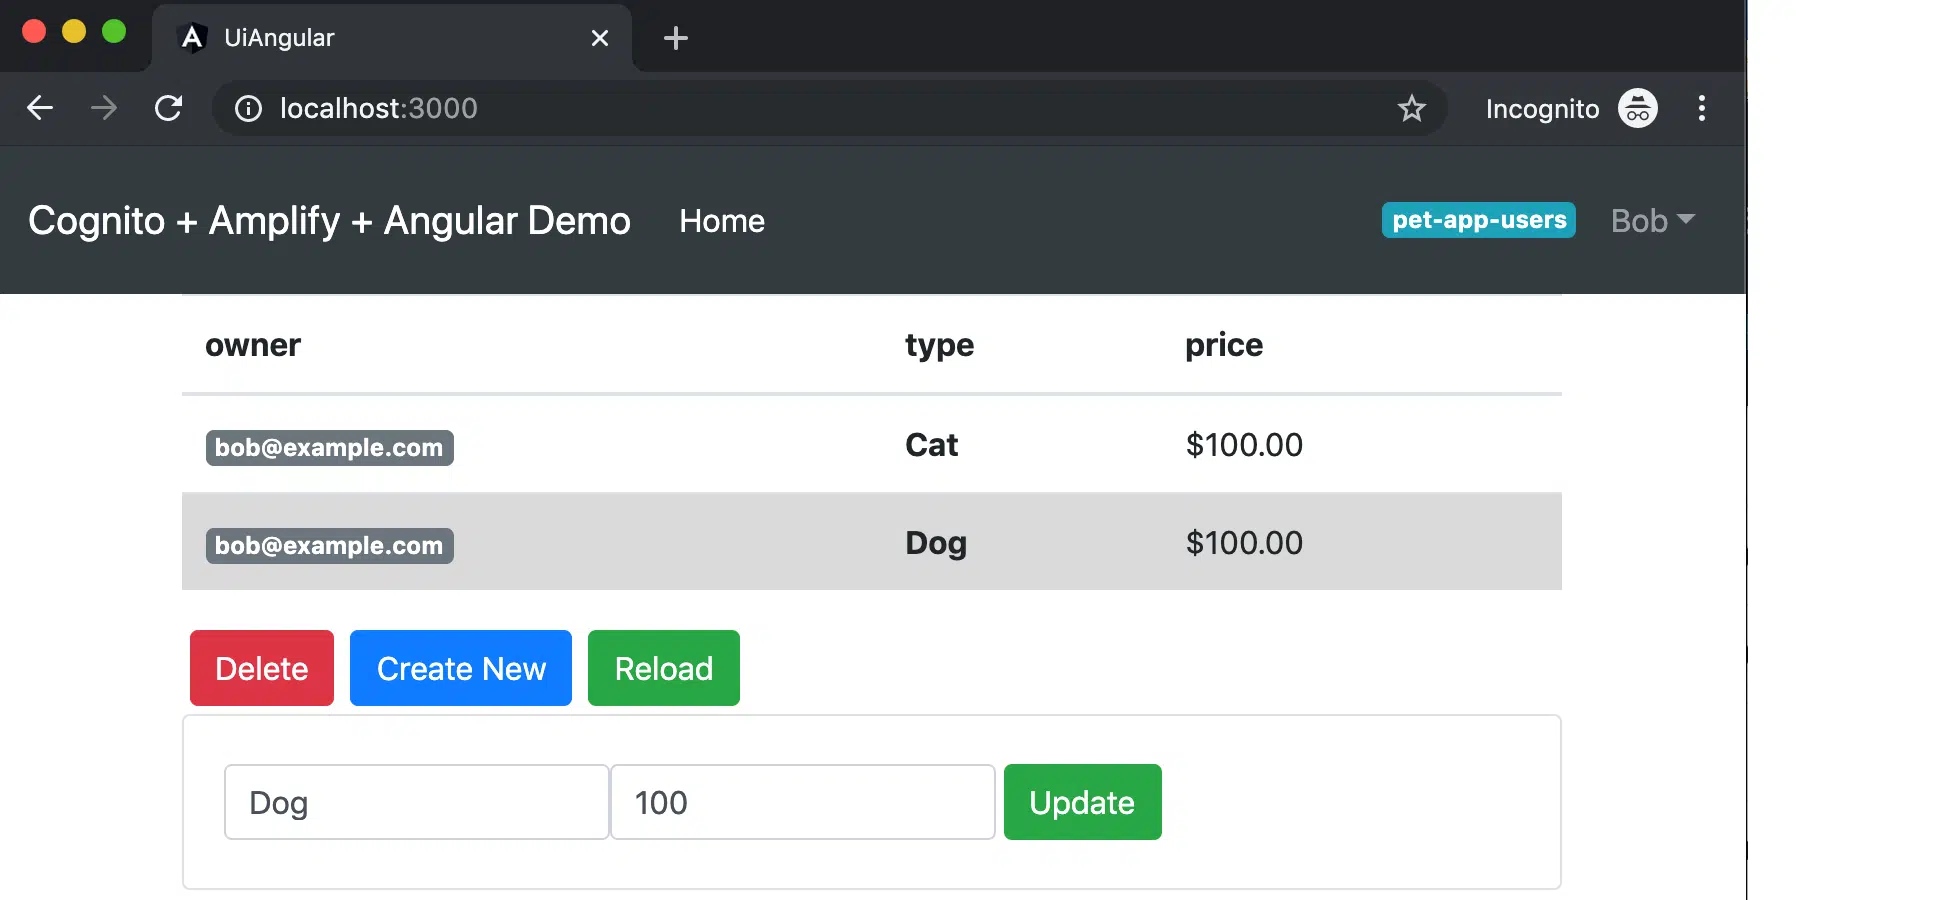 UiAngular
localhost:3000
Incognito
Cognito + Amplify + Angular Demo Home pet-app-users Bob
owner type price
bob@example.com Cat $100.00
bob@example.com Dog $100.00
Delete Create New Reload
Dog 100 Update